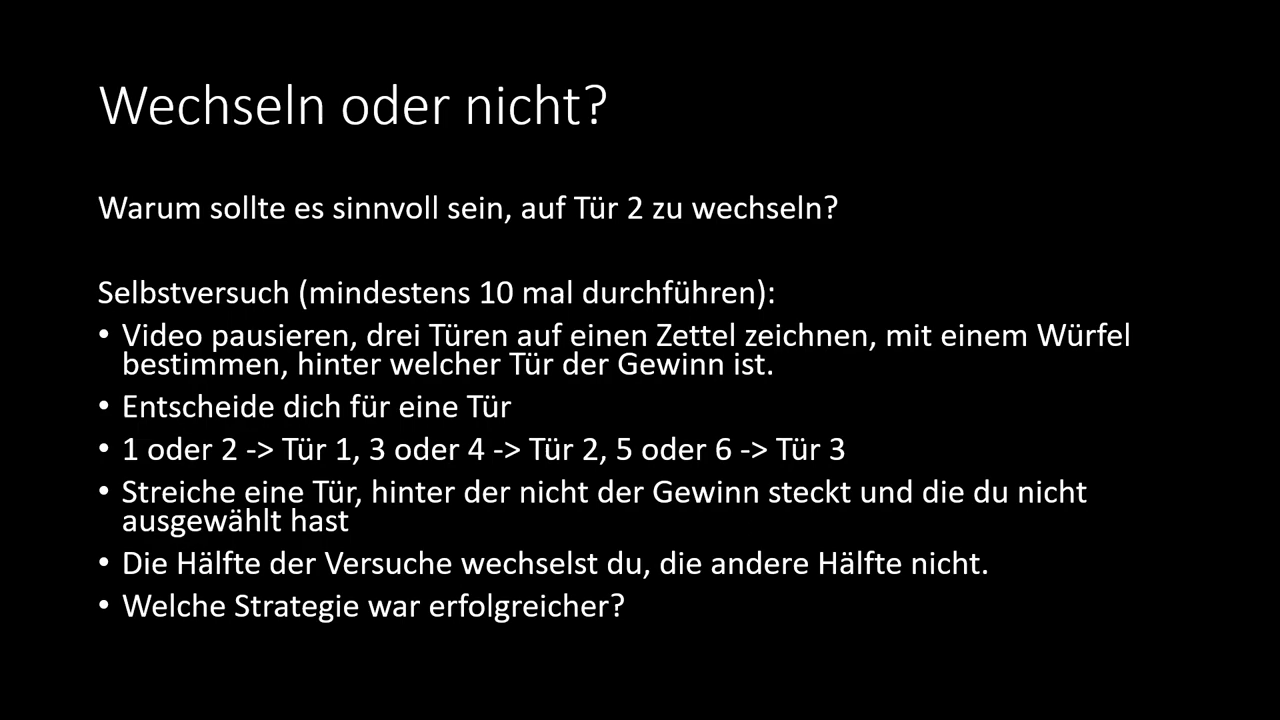 Wechseln oder nicht?
Warum sollte es sinnvoll sein, auf Tür 2 zu wechseln?
Selbstversuch (mindestens 10 mal durchführen):
• Video pausieren, drei Türen auf einen Zettel zeichnen, mit einem Würfel
bestimmen, hinter welcher Tür der Gewinn ist.
• Entscheide dich für eine Tür
• 1 oder 2 -> Tür 1, 3 oder 4 -> Tür 2, 5 oder 6 -> Tür 3
• Streiche eine Tür, hinter der nicht der Gewinn steckt und die du nicht
ausgewählt hast
• Die Hälfte der Versuche wechselst du, die andere Hälfte nicht.
• Welche Strategie war erfolgreicher?